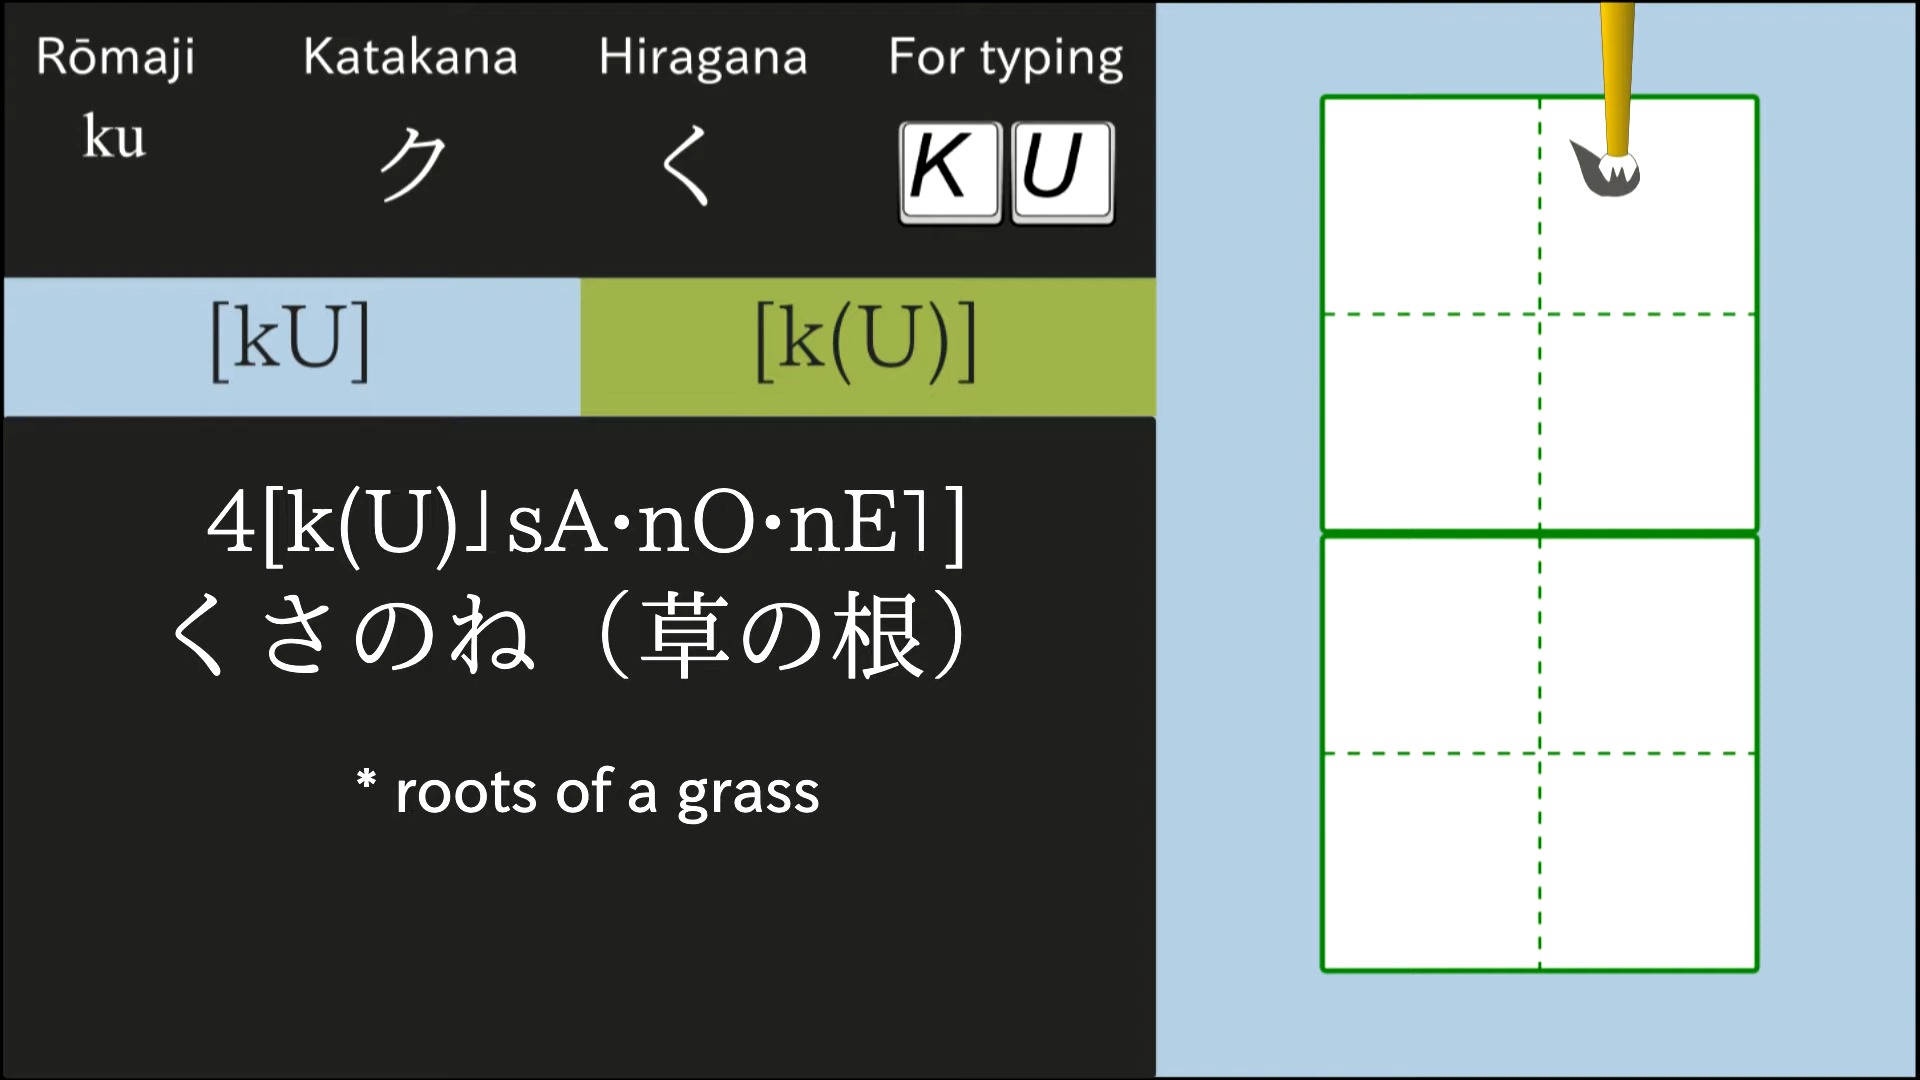 Rōmaji Katakana Hiragana For typing
ku ク く K U
[kU] [k(U)]
4[k(U)˩sA·nO·nE˥]
くさのね（草の根）
* roots of a grass